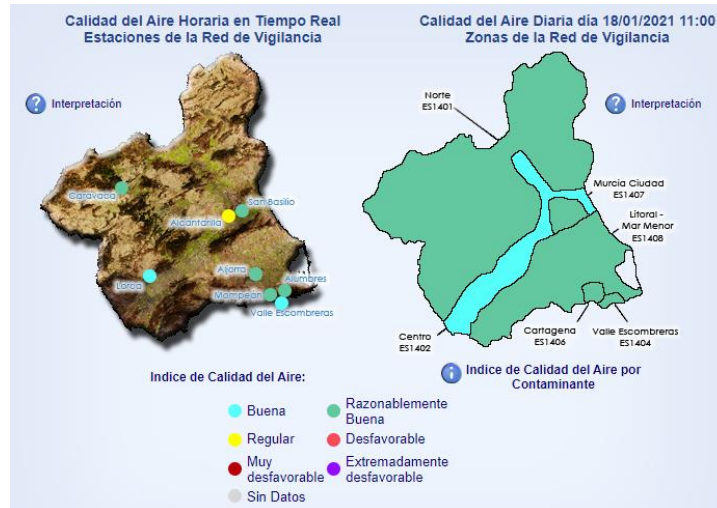 Calidad del Aire Horaria en Tiempo Real
Estaciones de la Red de Vigilancia
Interpretación
Caravaca
San Basilio
Alcantarilla
Lorca
Aljorra
Alumbres
Mompean
Valle Escombreras
Calidad del Aire Diaria día 18/01/2021 11:00
Zonas de la Red de Vigilancia
Norte
ES1401
Interpretación
Murcia Ciudad
ES1407
Litoral -
Mar Menor
ES1408
Centro
ES1402
Cartagena
ES1406
Valle Escombreras
ES1404
Indice de Calidad del Aire por
Contaminante
Indice de Calidad del Aire:
Buena
Razonablemente
Buena
Regular
Desfavorable
Muy
desfavorable
Extremadamente
desfavorable
Sin Datos